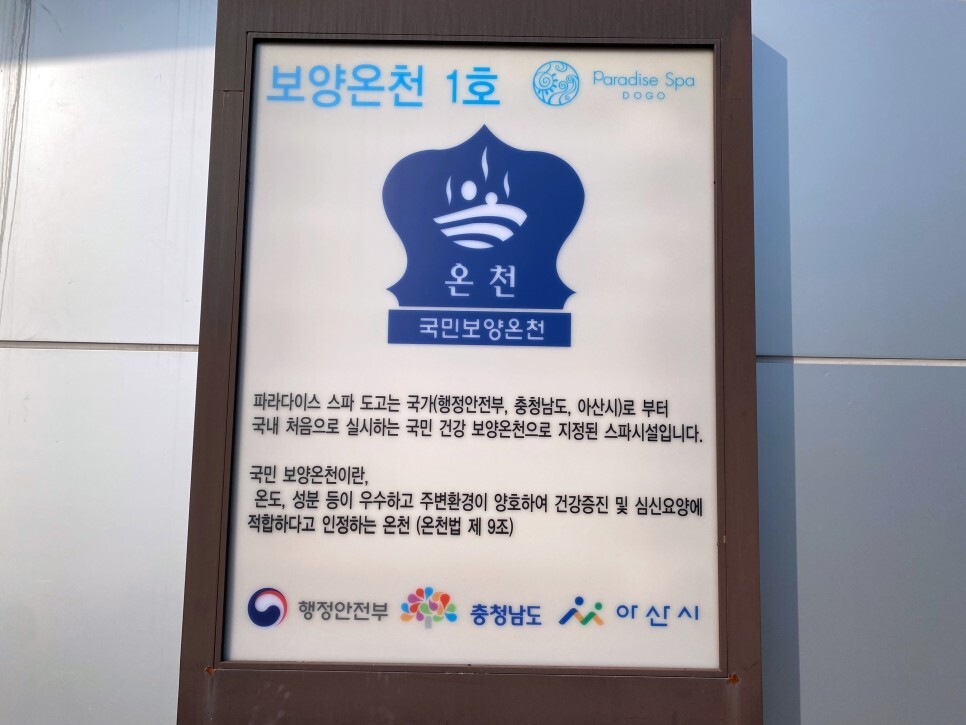 보양온천 1호
Paradise Spa
DOGO
온천
국민보양온천
파라다이스 스파 도고는 국가(행정안전부, 충청남도, 아산시)로 부터
국내 처음으로 실시하는 국민 건강 보양온천으로 지정된 스파시설입니다.
국민 보양온천이란,
온도, 성분 등이 우수하고 주변환경이 양호하여 건강증진 및 심신요양에
적합하다고 인정하는 온천 (온천법 제 9조)
행정안전부
충청남도
아산시